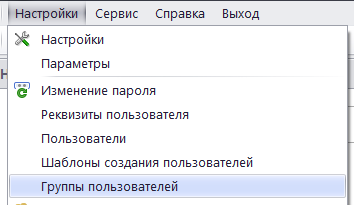 Настройки Сервис Справка Выход
Настройки
Параметры
Изменение пароля
Реквизиты пользователя
Пользователи
Шаблоны создания пользователей
Группы пользователей